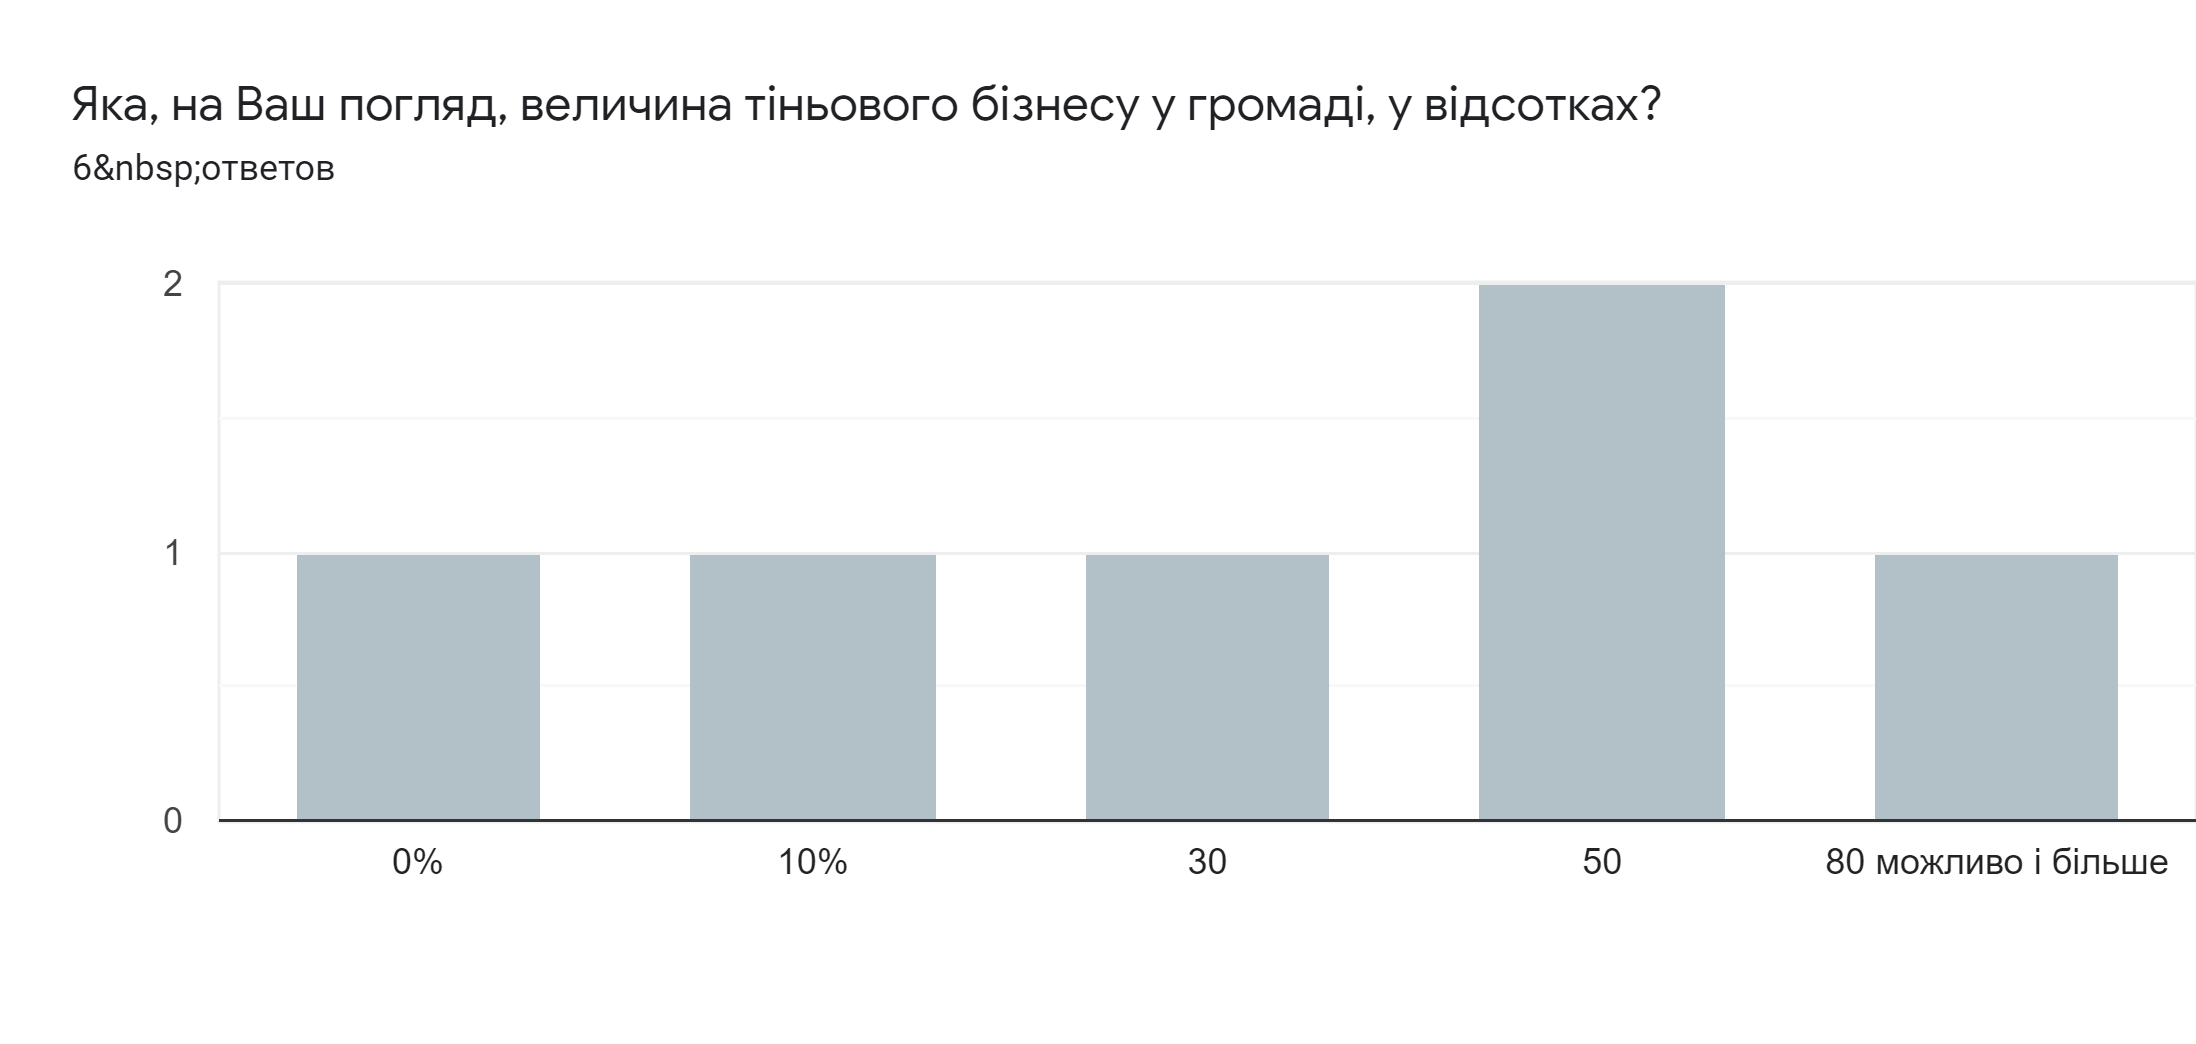 Яка, на Ваш погляд, величина тіньового бізнесу у громаді, у відсотках?
6&nbsp;ответов
2
1
0
0%
10%
30
50
80 можливо і більше